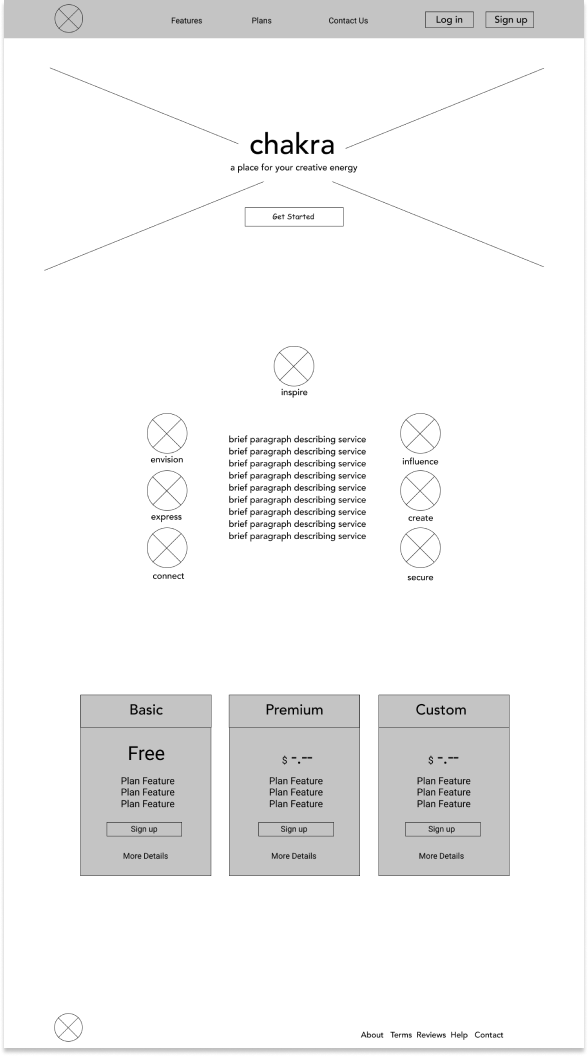 Features Plans Contact Us Log in Sign up
chakra
a place for your creative energy
Get Started
inspire
envision
express
connect
brief paragraph describing service
brief paragraph describing service
brief paragraph describing service
brief paragraph describing service
brief paragraph describing service
brief paragraph describing service
brief paragraph describing service
brief paragraph describing service
brief paragraph describing service
influence
create
secure
Basic
Free
Plan Feature
Plan Feature
Plan Feature
Sign up
More Details
Premium
$ -.--
Plan Feature
Plan Feature
Plan Feature
Sign up
More Details
Custom
$ -.--
Plan Feature
Plan Feature
Plan Feature
Sign up
More Details
About Terms Reviews Help Contact